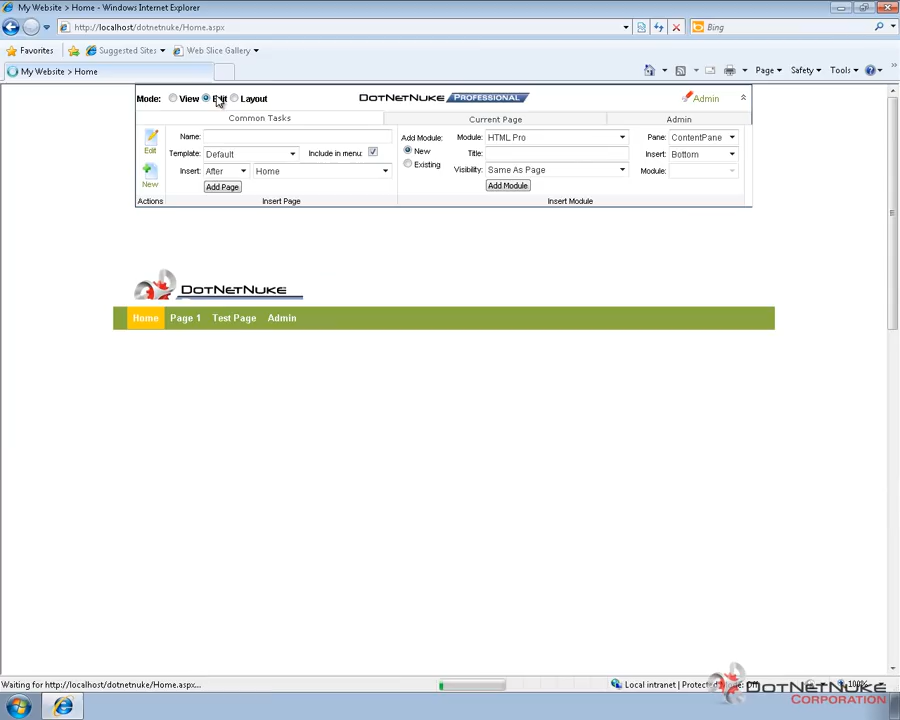 My Website > Home - Windows Internet Explorer
http://localhost/dotnetnuke/Home.aspx
Bing
Favorites Suggested Sites Web Slice Gallery
My Website > Home
Page Safety Tools
Mode: View Edit Layout
DotNetNuke PROFESSIONAL
Admin
Common Tasks
Current Page
Admin
Edit
New
Actions
Name:
Template: Default
Include in menu:
Insert: After Home
Add Page
Insert Page
Add Module:
New
Existing
Module: HTML Pro
Title:
Visibility: Same As Page
Add Module
Pane: ContentPane
Insert: Bottom
Module:
Insert Module
DotNetNuke
Home Page 1 Test Page Admin
Waiting for http://localhost/dotnetnuke/Home.aspx...
Local intranet | Protected Mode: Off
100%
DotNetNuke
CORPORATION